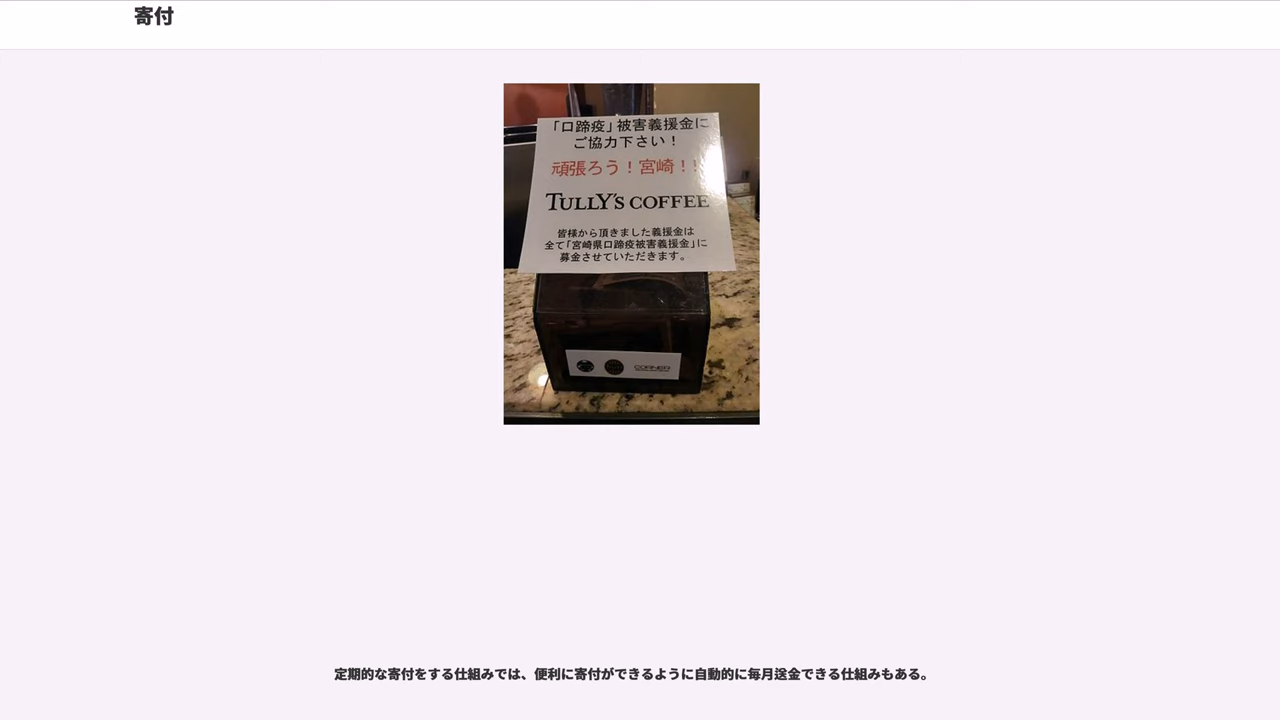 寄付
「口蹄疫」被害義援金に
ご協力下さい！
頑張ろう！宮崎！！
TULLY'S COFFEE
皆様から頂きました義援金は
全て「宮崎県口蹄疫被害義援金」に
募金させていただきます。
CORNER
定期的な寄付をする仕組みでは、便利に寄付ができるように自動的に毎月送金できる仕組みもある。